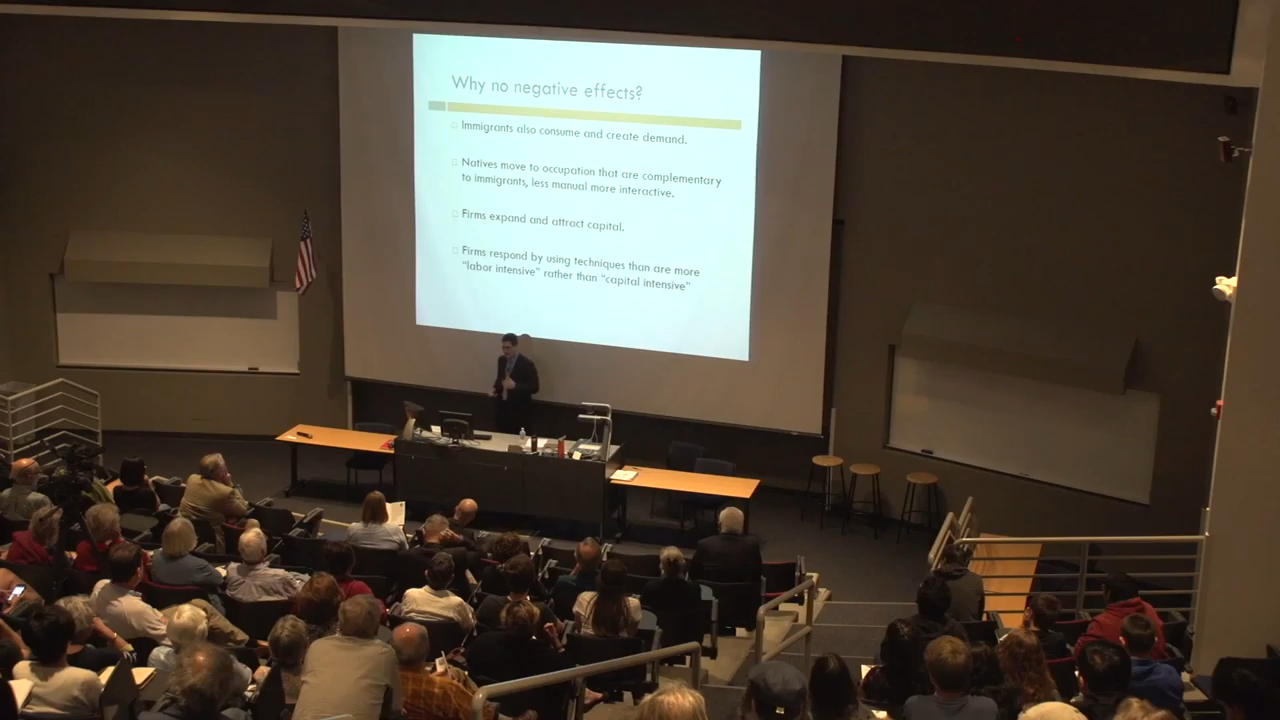 Why no negative effects?
Immigrants also consume and create demand.
Natives move to occupation that are complementary
to immigrants, less manual more interactive.
Firms expand and attract capital.
Firms respond by using techniques than are more
“labor intensive” rather than “capital intensive”